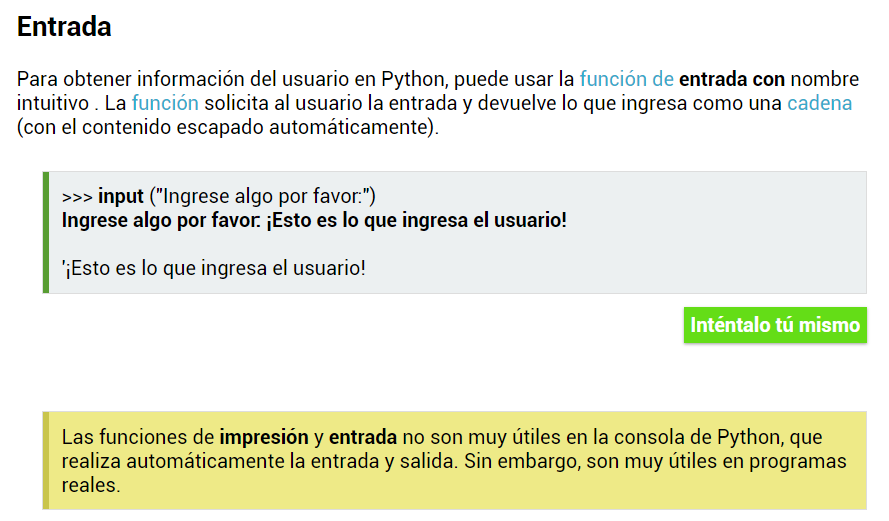 Entrada
Para obtener información del usuario en Python, puede usar la función de entrada con nombre
intuitivo . La función solicita al usuario la entrada y devuelve lo que ingresa como una cadena
(con el contenido escapado automáticamente).
>>> input ("Ingrese algo por favor:")
Ingrese algo por favor: ¡Esto es lo que ingresa el usuario!
'¡Esto es lo que ingresa el usuario!
Inténtalo tú mismo
Las funciones de impresión y entrada no son muy útiles en la consola de Python, que
realiza automáticamente la entrada y salida. Sin embargo, son muy útiles en programas
reales.